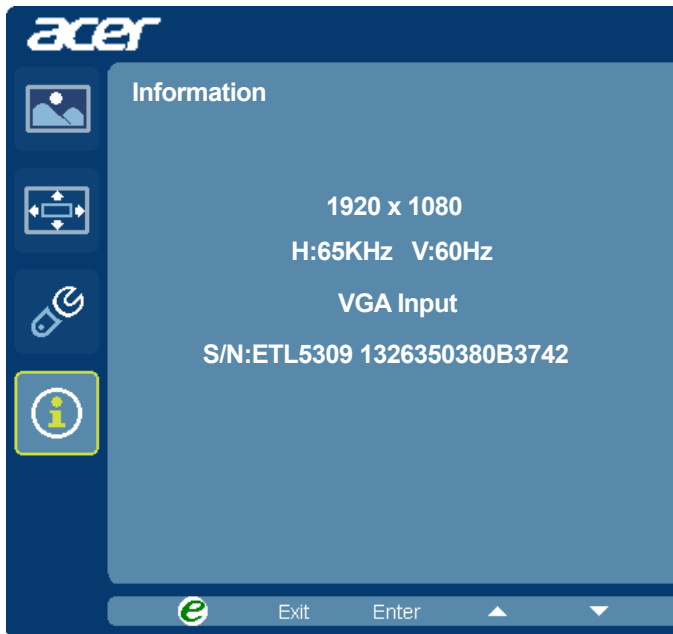 acer
Information
1920 x 1080
H:65KHz V:60Hz
VGA Input
S/N:ETL5309 1326350380B3742
e Exit Enter